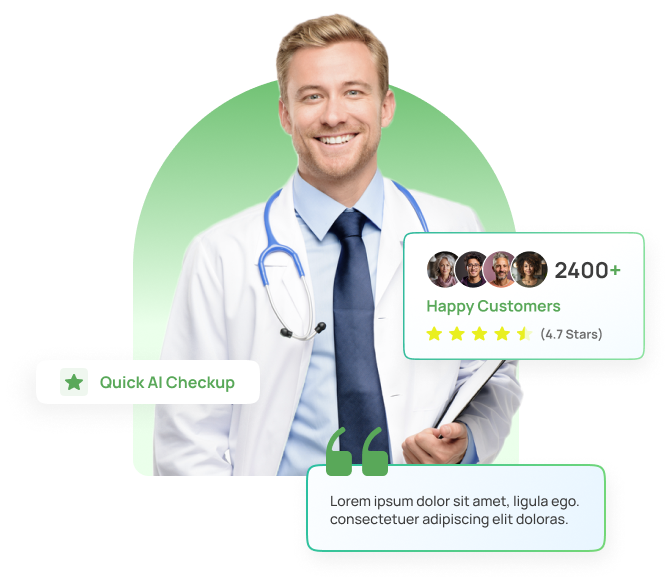 2400+
Happy Customers
(4.7 Stars)
Quick AI Checkup
Lorem ipsum dolor sit amet, ligula ego.
consectetuer adipiscing elit doloras.